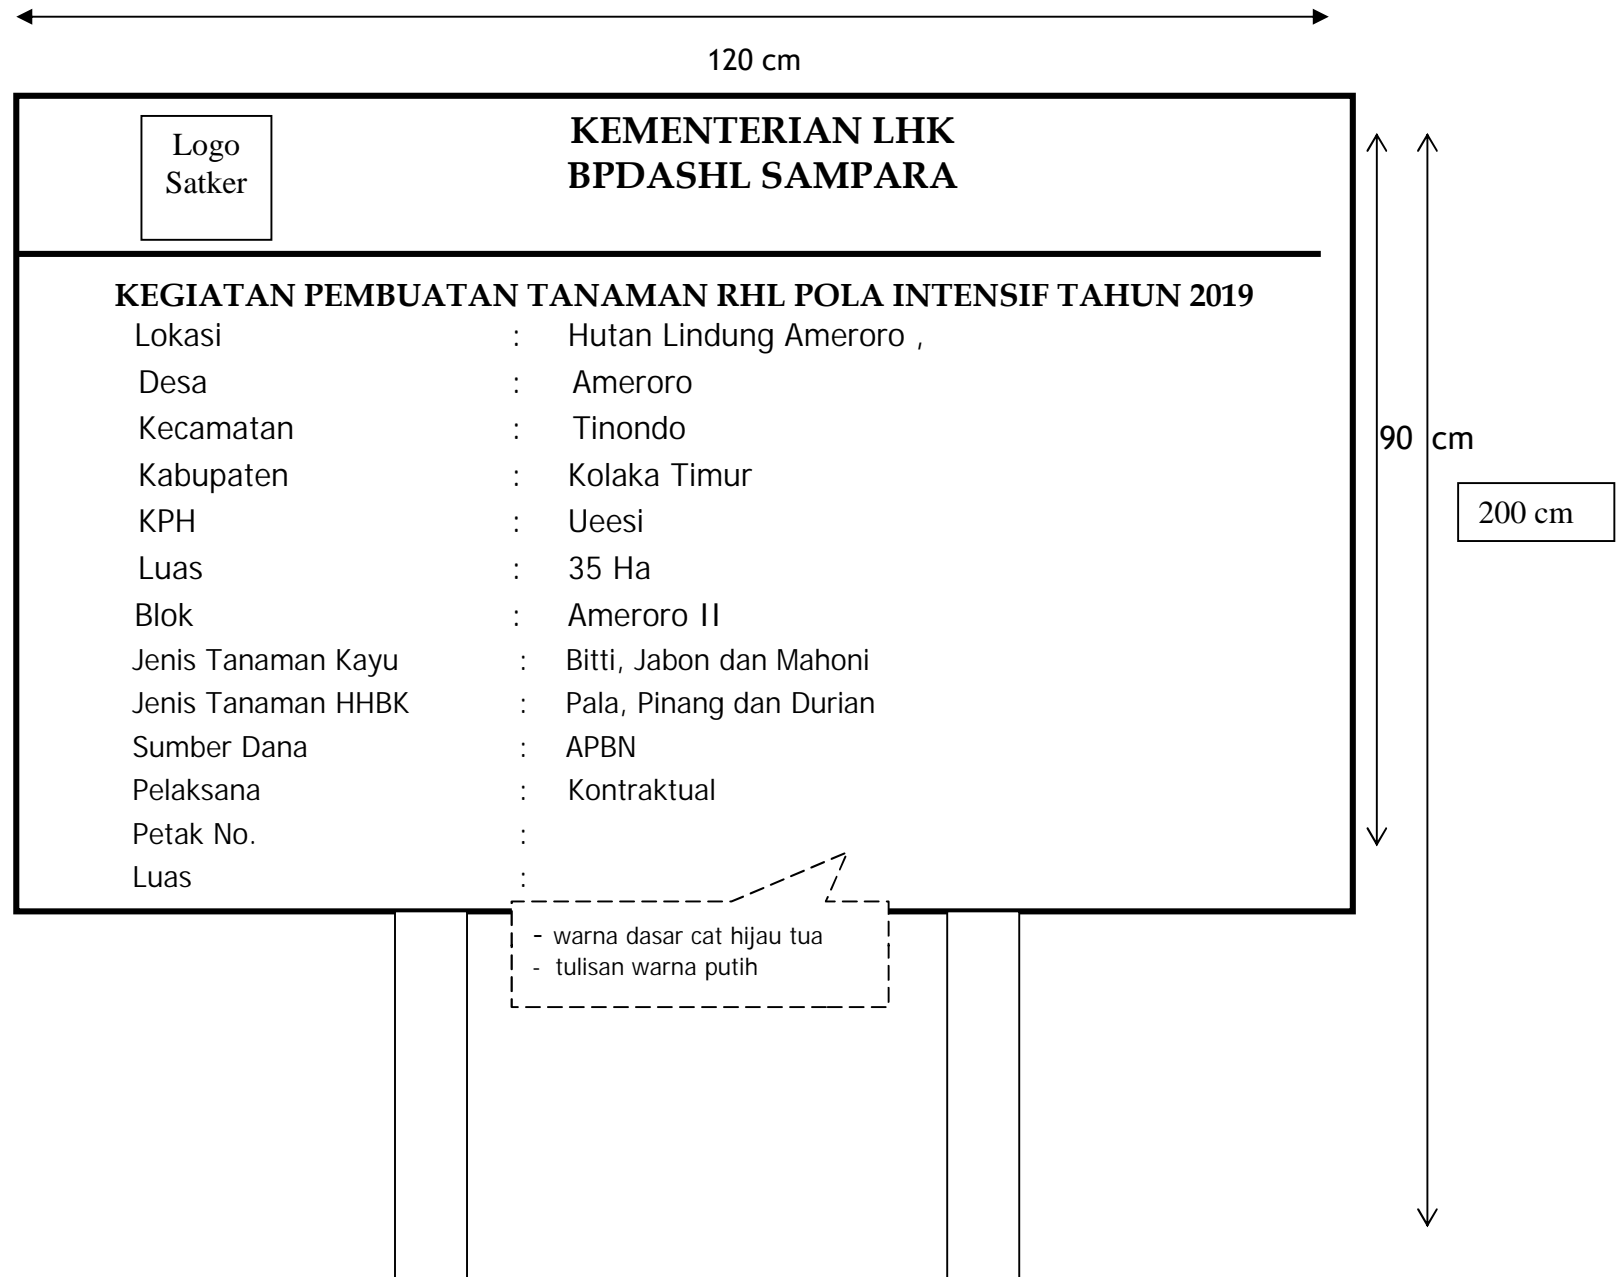 120 cm
Logo
Satker
KEMENTERIAN LHK
BPDASHL SAMPARA
KEGIATAN PEMBUATAN TANAMAN RHL POLA INTENSIF TAHUN 2019
Lokasi : Hutan Lindung Ameroro ,
Desa : Ameroro
Kecamatan : Tinondo
Kabupaten : Kolaka Timur
KPH : Ueesi
Luas : 35 Ha
Blok : Ameroro II
Jenis Tanaman Kayu : Bitti, Jabon dan Mahoni
Jenis Tanaman HHBK : Pala, Pinang dan Durian
Sumber Dana : APBN
Pelaksana : Kontraktual
Petak No. :
Luas :
- warna dasar cat hijau tua
- tulisan warna putih
90 cm
200 cm